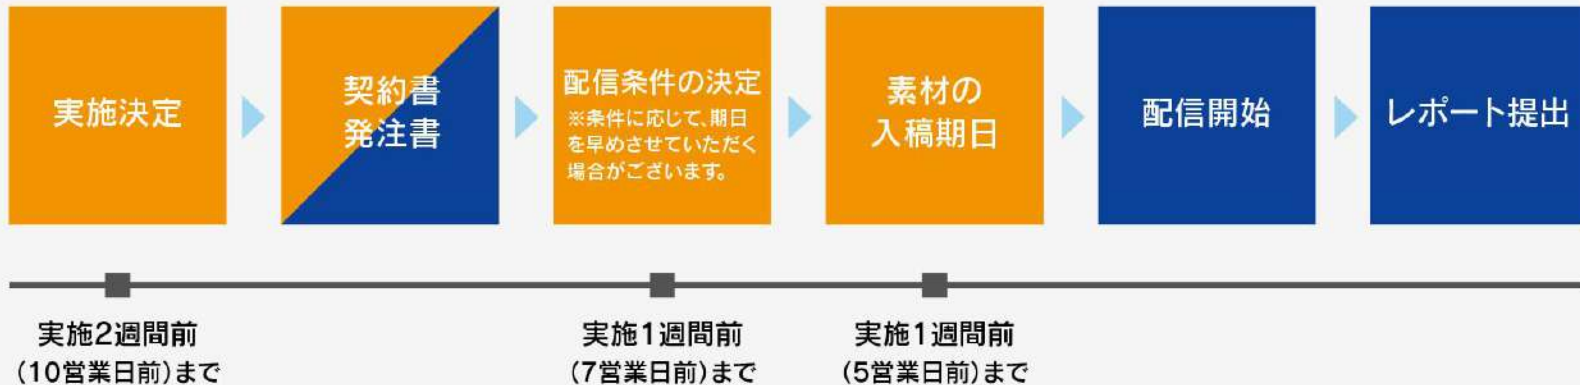 実施決定
契約書
発注書
配信条件の決定
※条件に応じて、期日
を早めさせていただく
場合がございます。
素材の
入稿期日
配信開始
レポート提出
実施2週間前
(10営業日前)まで
実施1週間前
(7営業日前)まで
実施1週間前
(5営業日前)まで